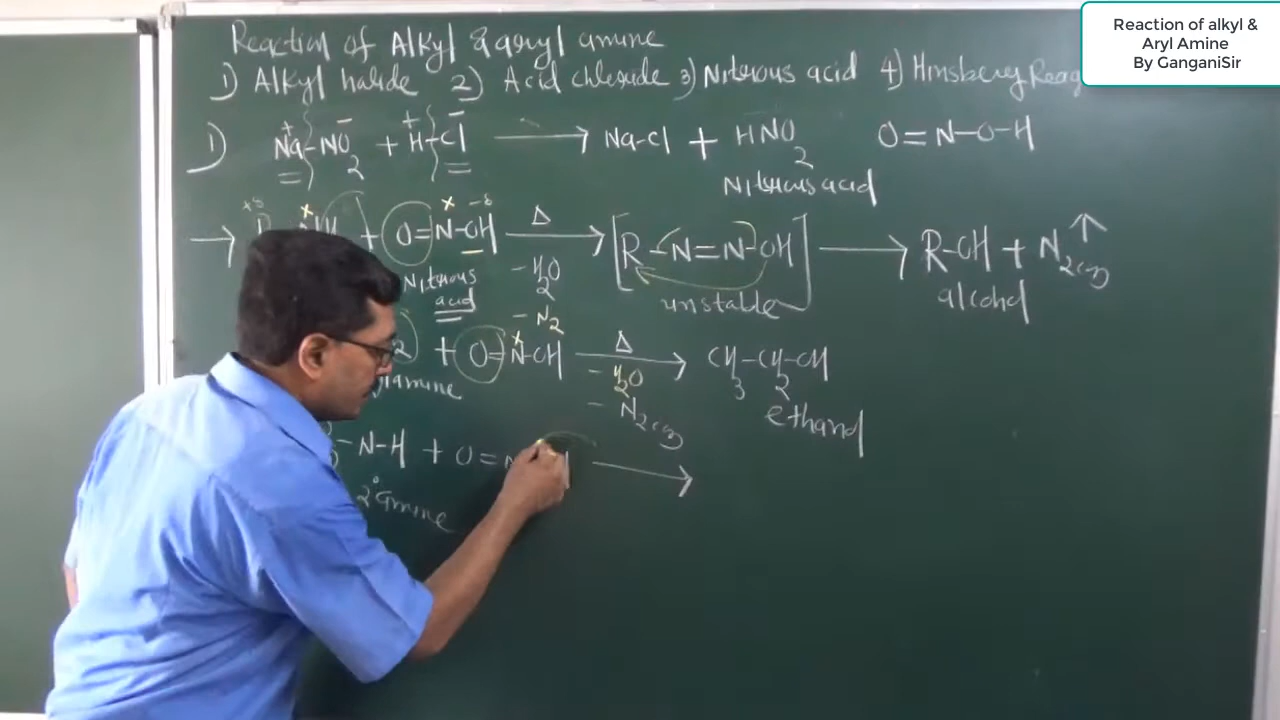 Reaction of alkyl &
Aryl Amine
By GanganiSir
Reaction of Alkyl & aryl amine
1) Alkyl halide 2) Acid chloride 3) Nitrous acid 4) Hinsberg Reag
1) Na-NO2 + H-Cl → Na-Cl + HNO2 O=N-O-H
Nitrous acid
→ + O=N-OH Δ → [R-N=N-OH] → R-OH + N2(g) ↑
Nitrous acid -H2O -N2 unstable alcohol
+ O=N-OH Δ → CH3-CH2-OH
-H2O -N2(g) ethanol
-N-H + O= →
2° amine